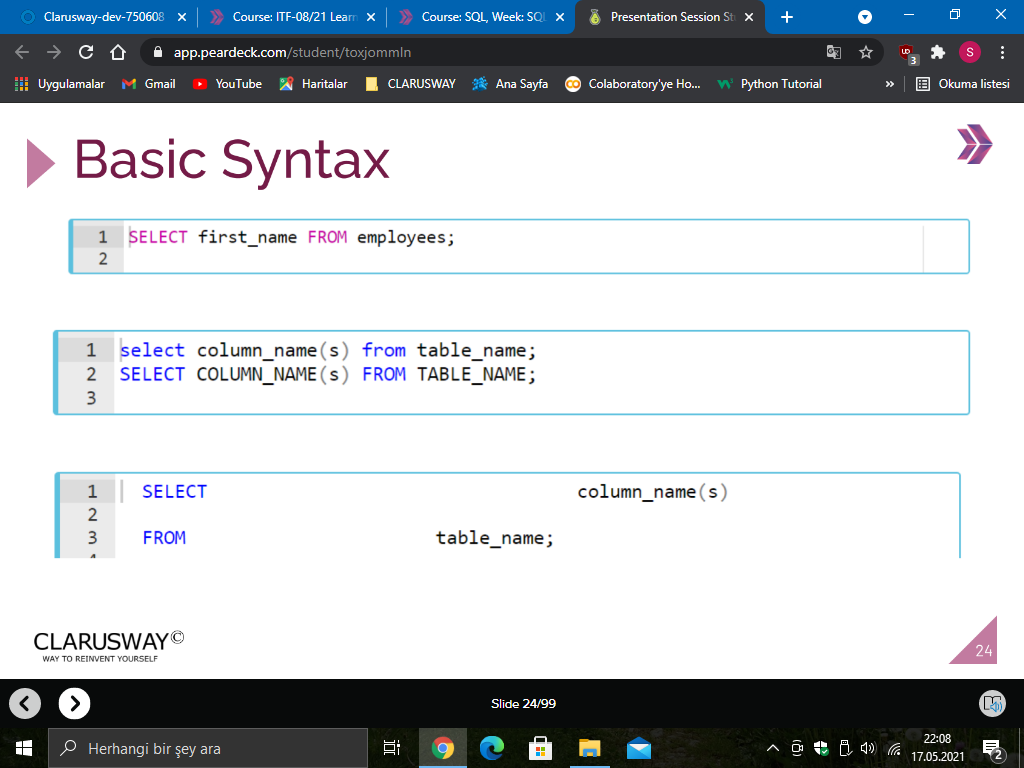 Clarusway-dev-750608
Course: ITF-08/21 Learn
Course: SQL, Week: SQL
Presentation Session St
app.peardeck.com/student/toxjommln
3
S
Uygulamalar
Gmail
YouTube
Haritalar
CLARUSWAY
Ana Sayfa
Colaboratory'ye Ho...
Python Tutorial
»
Okuma listesi
Basic Syntax
1 SELECT first_name FROM employees;
2
1 select column_name(s) from table_name;
2 SELECT COLUMN_NAME(s) FROM TABLE_NAME;
3
1 SELECT column_name(s)
2
3 FROM table_name;
CLARUSWAY©
WAY TO REINVENT YOURSELF
24
Slide 24/99
Herhangi bir şey ara
22:08
17.05.2021
2